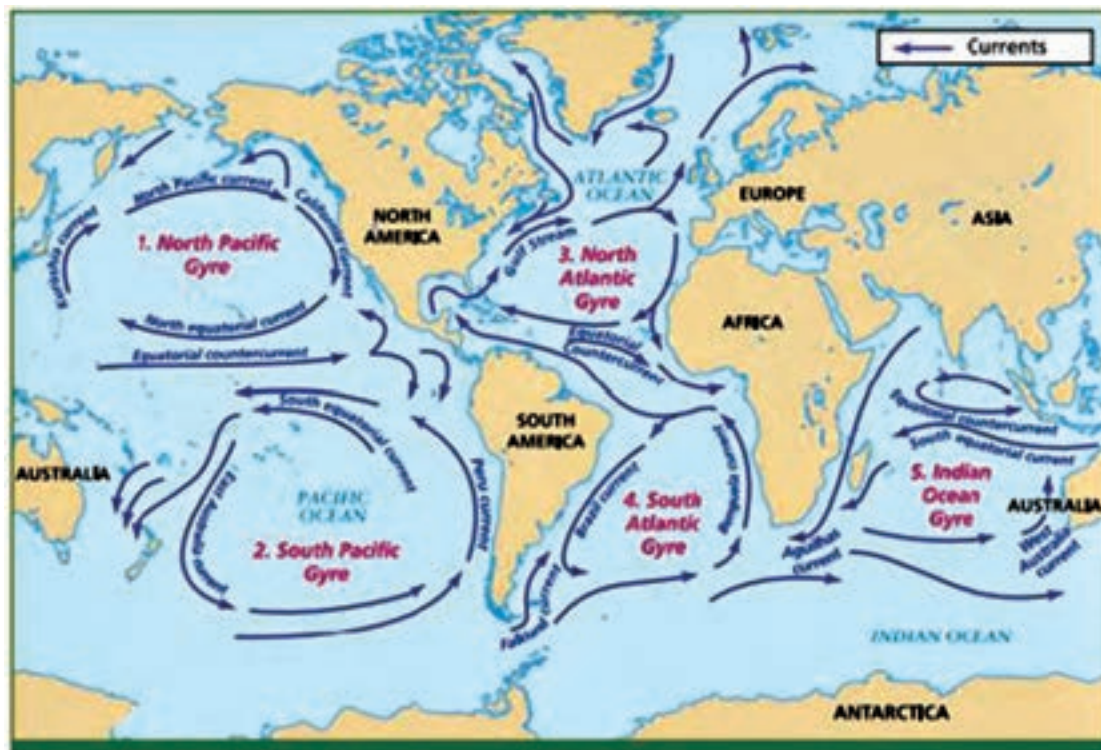 Currents
ATLANTIC
OCEAN
EUROPE
ASIA
NORTH
AMERICA
North Pacific current
California current
Kuroshio current
1. North Pacific
Gyre
Gulf Stream
3. North
Atlantic
Gyre
AFRICA
North equatorial current
Equatorial countercurrent
Equatorial
countercurrent
South equatorial current
SOUTH
AMERICA
Equatorial countercurrent
South equatorial current
AUSTRALIA
East Australia current
PACIFIC
OCEAN
2. South Pacific
Gyre
Peru current
Brazil current
4. South
Atlantic
Gyre
Benguela current
5. Indian
Ocean
Gyre
AUSTRALIA
Agulhas
current
West
Australia
current
Falkland current
INDIAN OCEAN
ANTARCTICA